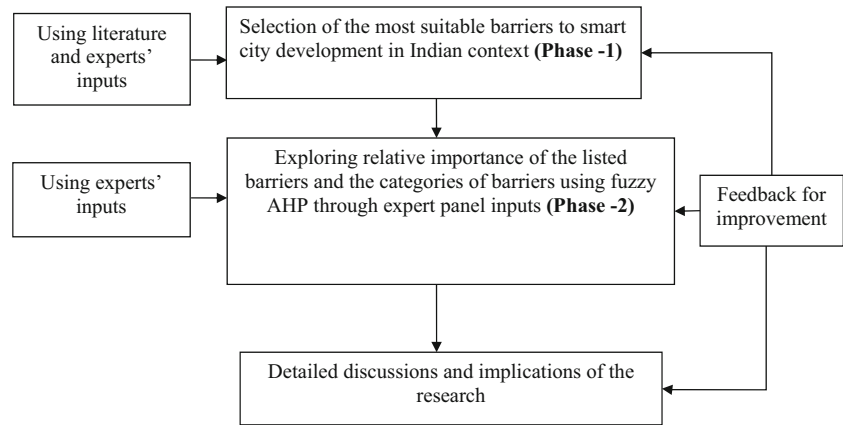 Using literature
and experts’
inputs
Selection of the most suitable barriers to smart
city development in Indian context (Phase -1)
Using experts’
inputs
Exploring relative importance of the listed
barriers and the categories of barriers using fuzzy
AHP through expert panel inputs (Phase -2)
Feedback for
improvement
Detailed discussions and implications of the
research